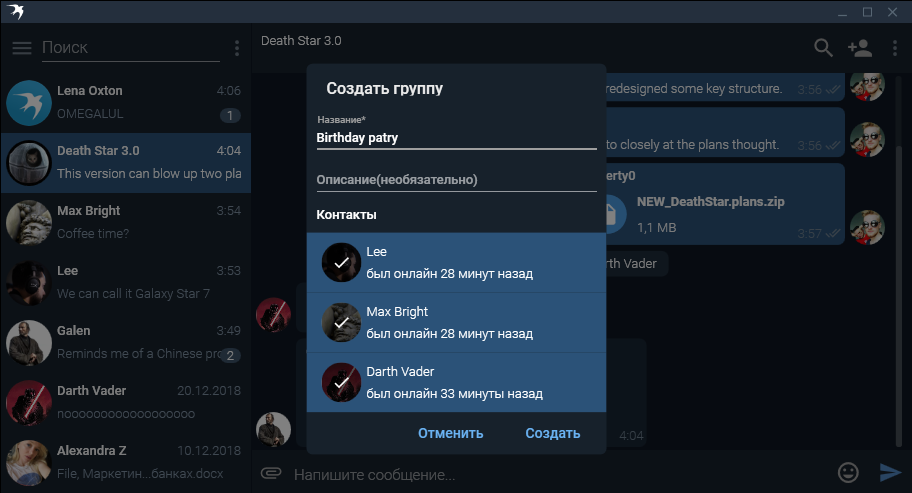 Поиск
Lena Oxton 4:06
OMEGALUL 1
Death Star 3.0 4:04
This version can blow up two pla
Max Bright 3:54
Coffee time?
Lee 3:53
We can call it Galaxy Star 7
Galen 3:49
Reminds me of a Chinese pro 2
Darth Vader 20.12.2018
noooooooooooooooooo
Alexandra Z 10.12.2018
File, Маркетин...банках.docx
Death Star 3.0
redesigned some key structure. 3:56
to closely at the plans thought. 3:56
erty0
NEW_DeathStar.plans.zip
1,1 MB 3:57
rth Vader
4:04
Создать группу
Название*
Birthday patry
Описание(необязательно)
Контакты
Lee
был онлайн 28 минут назад
Max Bright
был онлайн 28 минут назад
Darth Vader
был онлайн 33 минуты назад
Отменить Создать
Напишите сообщение...